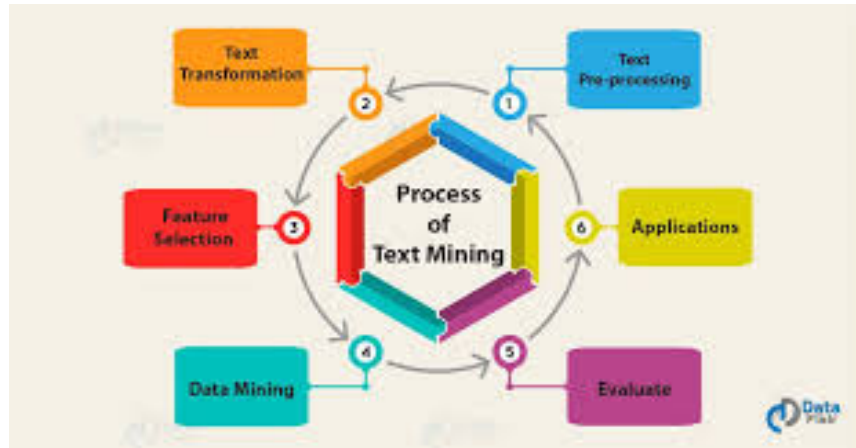 Text
Transformation
2
Text
Pre-processing
1
Feature
Selection
3
Process
of
Text Mining
6
Applications
Data Mining
4
5
Evaluate
Data
Flair